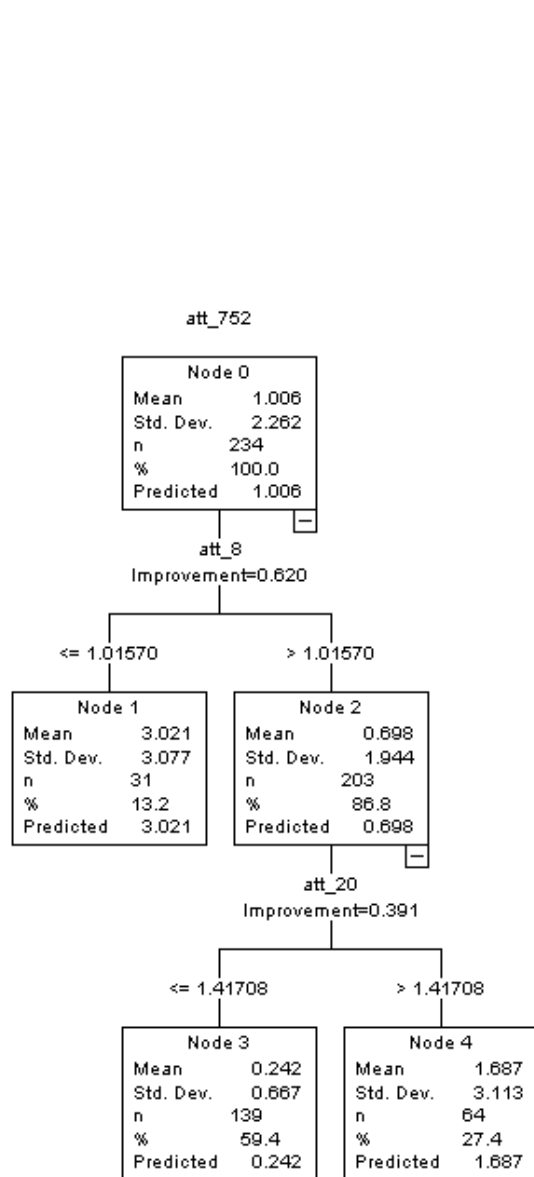 att_752
Node 0
Mean 1.006
Std. Dev. 2.262
n 234
% 100.0
Predicted 1.006
att_8
Improvement=0.620
<= 1.01570
> 1.01570
Node 1
Mean 3.021
Std. Dev. 3.077
n 31
% 13.2
Predicted 3.021
Node 2
Mean 0.698
Std. Dev. 1.944
n 203
% 86.8
Predicted 0.698
att_20
Improvement=0.391
<= 1.41708
> 1.41708
Node 3
Mean 0.242
Std. Dev. 0.667
n 139
% 59.4
Predicted 0.242
Node 4
Mean 1.687
Std. Dev. 3.113
n 64
% 27.4
Predicted 1.687